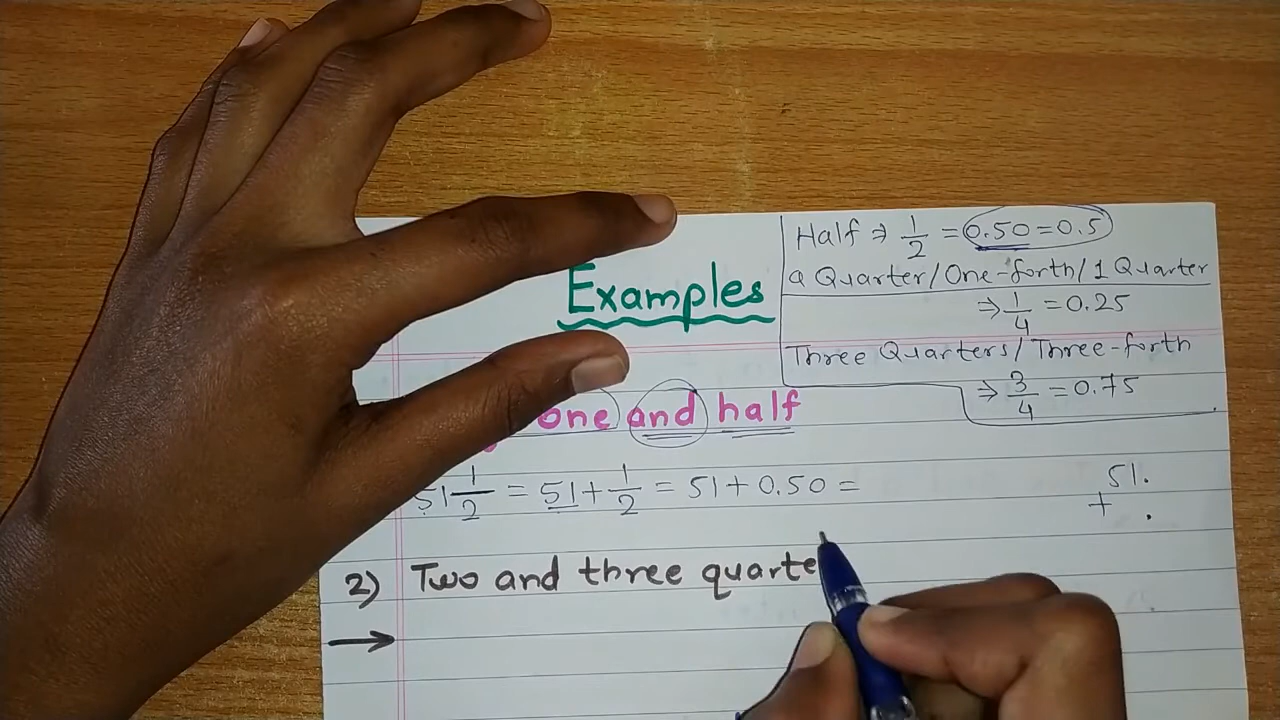 Half ⇒ 1/2 = 0.50 = 0.5
a Quarter/One-forth/1 Quarter
⇒ 1/4 = 0.25
Three Quarters/Three-forth
⇒ 3/4 = 0.75
Examples
one and half
51 1/2 = 51 + 1/2 = 51 + 0.50 =
51.
+ .
2) Two and three quarte
→